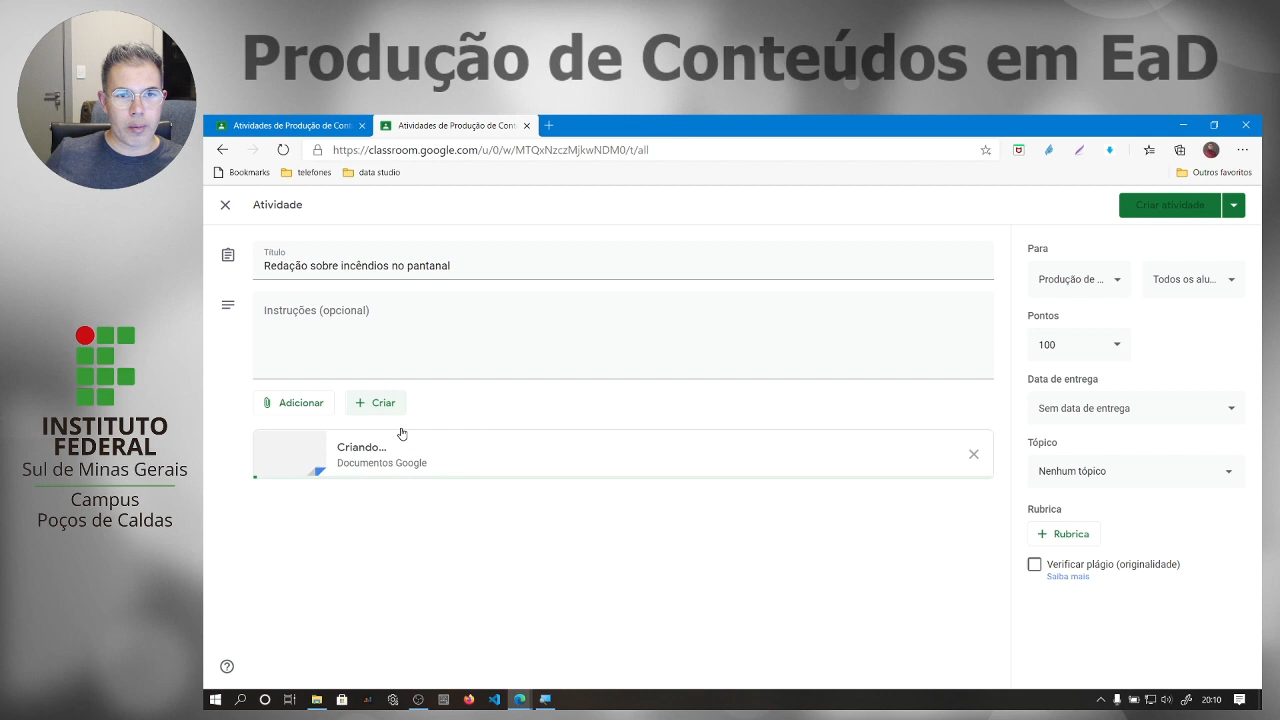 Produção de Conteúdos em EaD
Atividades de Produção de Cont
Atividades de Produção de Conte
https://classroom.google.com/u/0/w/MTQxNzczMjkwNDM0/t/all
Bookmarks
telefones
data studio
Outros favoritos
Atividade
Criar atividade
Título
Redação sobre incêndios no pantanal
Instruções (opcional)
Adicionar
Criar
Criando...
Documentos Google
Para
Produção de ...
Todos os alu...
Pontos
100
Data de entrega
Sem data de entrega
Tópico
Nenhum tópico
Rubrica
Rubrica
Verificar plágio (originalidade)
Saiba mais
INSTITUTO
FEDERAL
Sul de Minas Gerais
Campus
Poços de Caldas
20:10